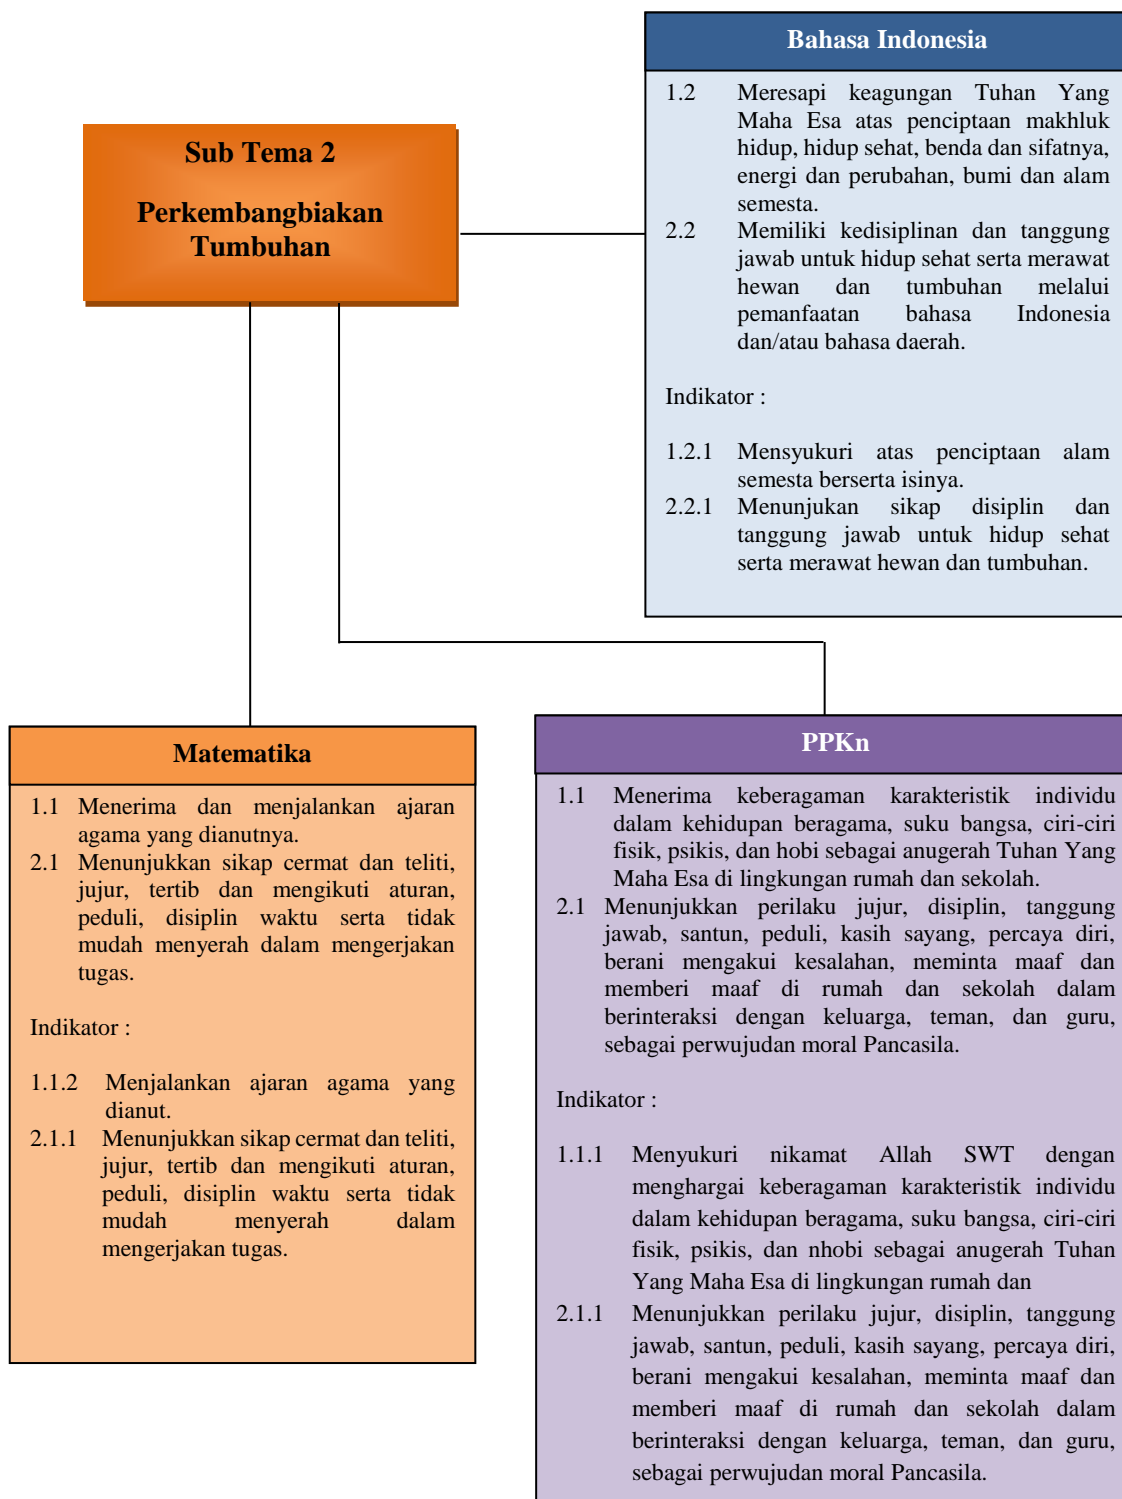 Sub Tema 2
Perkembangbiakan
Tumbuhan
Bahasa Indonesia
1.2 Meresapi keagungan Tuhan Yang
Maha Esa atas penciptaan makhluk
hidup, hidup sehat, benda dan sifatnya,
energi dan perubahan, bumi dan alam
semesta.
2.2 Memiliki kedisiplinan dan tanggung
jawab untuk hidup sehat serta merawat
hewan dan tumbuhan melalui
pemanfaatan bahasa Indonesia
dan/atau bahasa daerah.
Indikator :
1.2.1 Mensyukuri atas penciptaan alam
semesta berserta isinya.
2.2.1 Menunjukan sikap disiplin dan
tanggung jawab untuk hidup sehat
serta merawat hewan dan tumbuhan.
Matematika
1.1 Menerima dan menjalankan ajaran
agama yang dianutnya.
2.1 Menunjukkan sikap cermat dan teliti,
jujur, tertib dan mengikuti aturan,
peduli, disiplin waktu serta tidak
mudah menyerah dalam mengerjakan
tugas.
Indikator :
1.1.2 Menjalankan ajaran agama yang
dianut.
2.1.1 Menunjukkan sikap cermat dan teliti,
jujur, tertib dan mengikuti aturan,
peduli, disiplin waktu serta tidak
mudah menyerah dalam
mengerjakan tugas.
PPKn
1.1 Menerima keberagaman karakteristik individu
dalam kehidupan beragama, suku bangsa, ciri-ciri
fisik, psikis, dan hobi sebagai anugerah Tuhan Yang
Maha Esa di lingkungan rumah dan sekolah.
2.1 Menunjukkan perilaku jujur, disiplin, tanggung
jawab, santun, peduli, kasih sayang, percaya diri,
berani mengakui kesalahan, meminta maaf dan
memberi maaf di rumah dan sekolah dalam
berinteraksi dengan keluarga, teman, dan guru,
sebagai perwujudan moral Pancasila.
Indikator :
1.1.1 Menyukuri nikamat Allah SWT dengan
menghargai keberagaman karakteristik individu
dalam kehidupan beragama, suku bangsa, ciri-ciri
fisik, psikis, dan nhobi sebagai anugerah Tuhan
Yang Maha Esa di lingkungan rumah dan
2.1.1 Menunjukkan perilaku jujur, disiplin, tanggung
jawab, santun, peduli, kasih sayang, percaya diri,
berani mengakui kesalahan, meminta maaf dan
memberi maaf di rumah dan sekolah dalam
berinteraksi dengan keluarga, teman, dan guru,
sebagai perwujudan moral Pancasila.